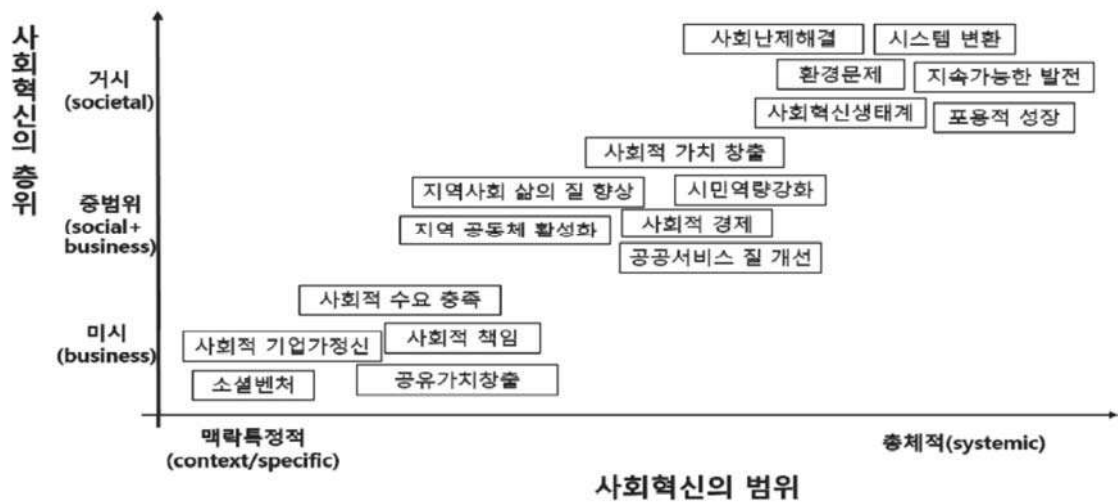 사회혁신의 층위
거시
(societal)
중범위
(social+
business)
미시
(business)
사회난제해결
시스템 변환
환경문제
지속가능한 발전
사회혁신생태계
포용적 성장
사회적 가치 창출
지역사회 삶의 질 향상
시민역량강화
지역 공동체 활성화
사회적 경제
공공서비스 질 개선
사회적 수요 충족
사회적 기업가정신
사회적 책임
소셜벤처
공유가치창출
맥락특정적
(context/specific)
총체적(systemic)
사회혁신의 범위